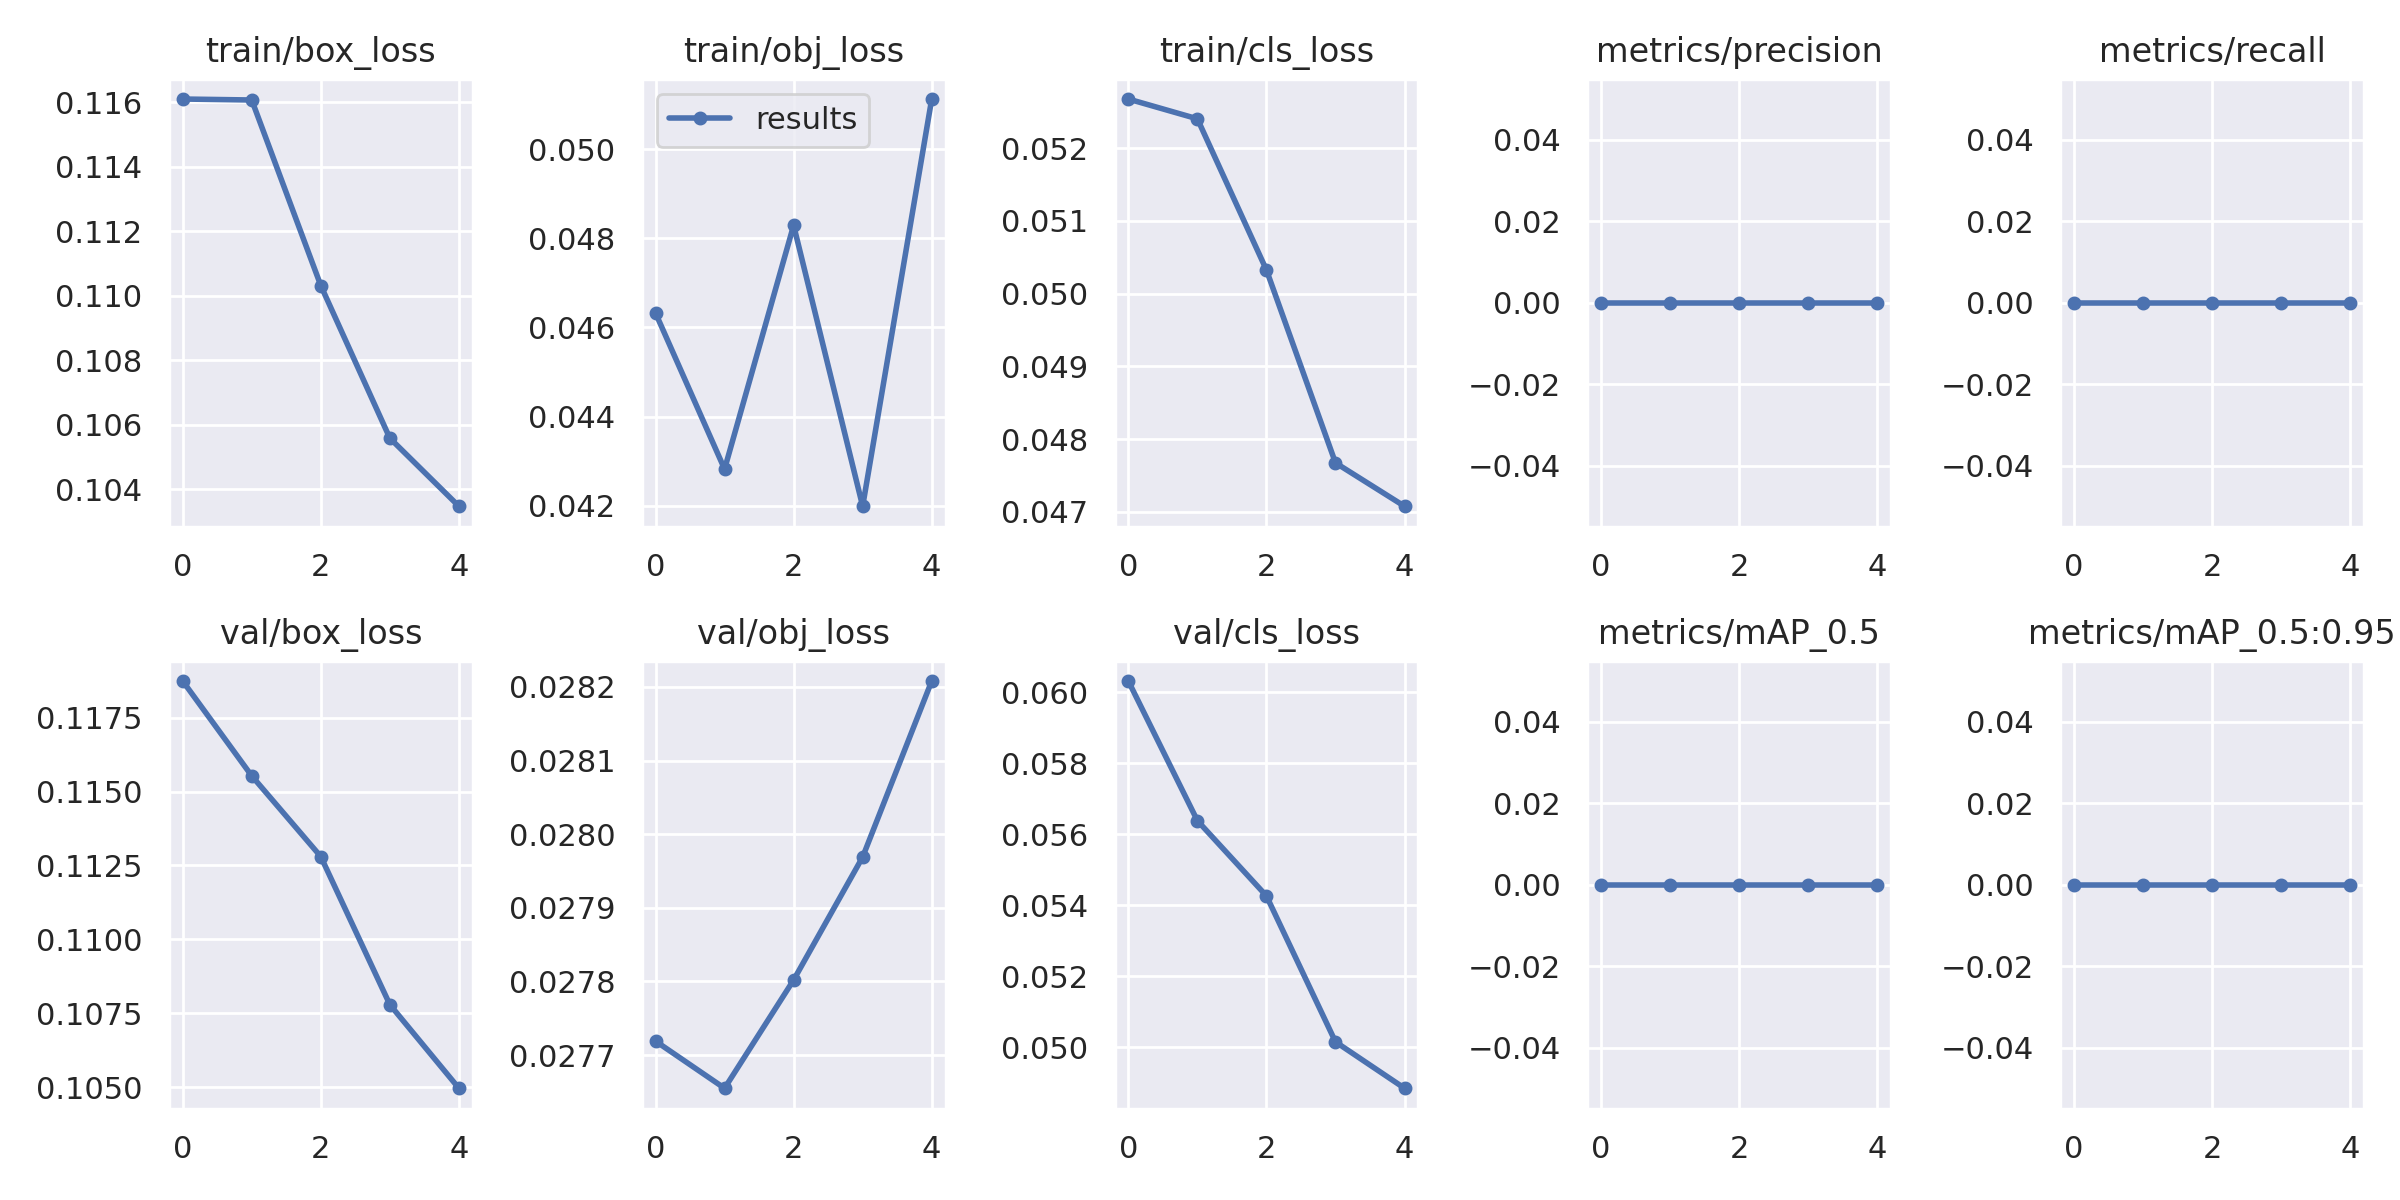 train/box_loss
0.116
0.114
0.112
0.110
0.108
0.106
0.104
0 2 4
train/obj_loss
results
0.050
0.048
0.046
0.044
0.042
0 2 4
train/cls_loss
0.052
0.051
0.050
0.049
0.048
0.047
0 2 4
metrics/precision
0.04
0.02
0.00
−0.02
−0.04
0 2 4
metrics/recall
0.04
0.02
0.00
−0.02
−0.04
0 2 4
val/box_loss
0.1175
0.1150
0.1125
0.1100
0.1075
0.1050
0 2 4
val/obj_loss
0.0282
0.0281
0.0280
0.0279
0.0278
0.0277
0 2 4
val/cls_loss
0.060
0.058
0.056
0.054
0.052
0.050
0 2 4
metrics/mAP_0.5
0.04
0.02
0.00
−0.02
−0.04
0 2 4
metrics/mAP_0.5:0.95
0.04
0.02
0.00
−0.02
−0.04
0 2 4